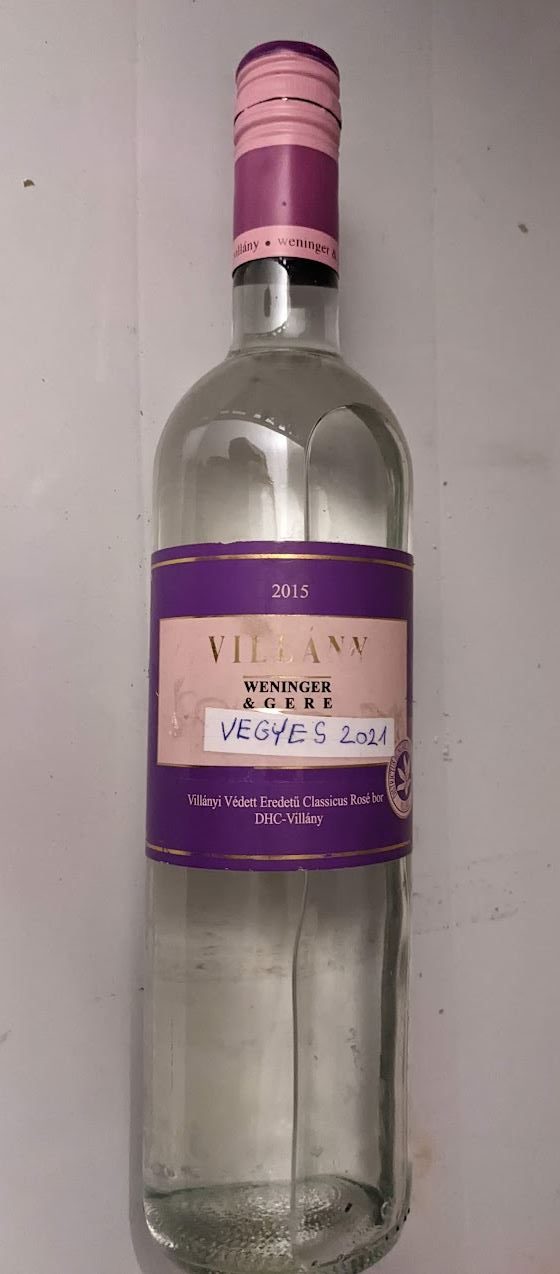 villány • weninger &
2015
VILLÁNY
WENINGER
& GERE
VEGYES 2021
Villányi Védett Eredetű Classicus Rosé bor
DHC-Villány